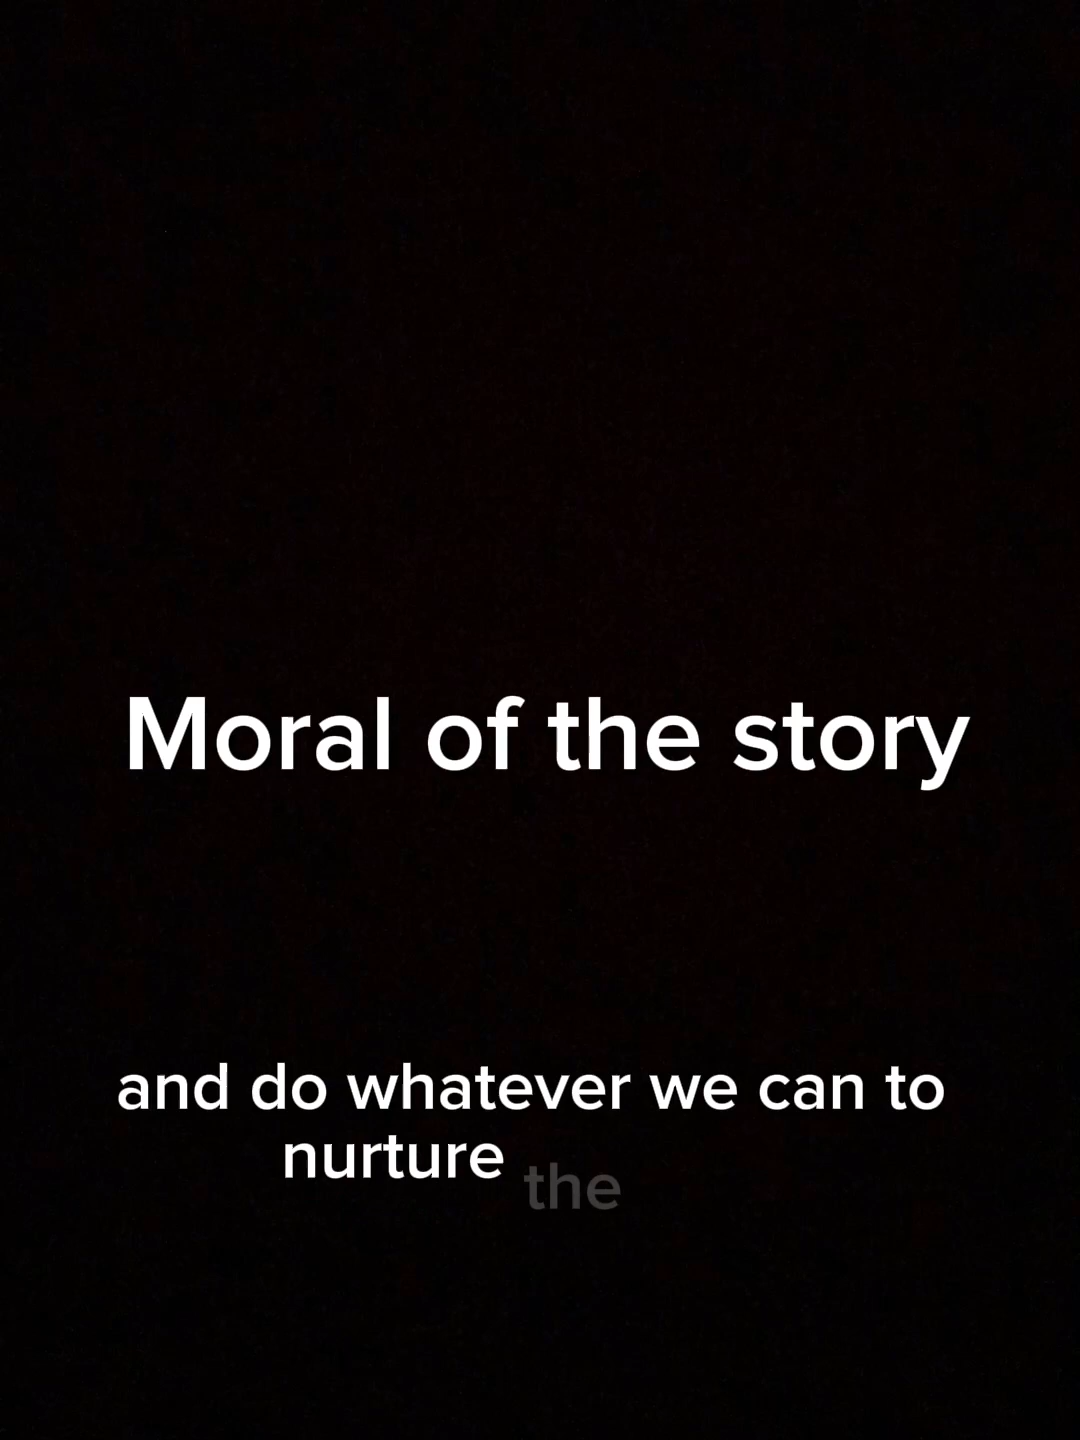 Moral of the story
and do whatever we can to
nurture the